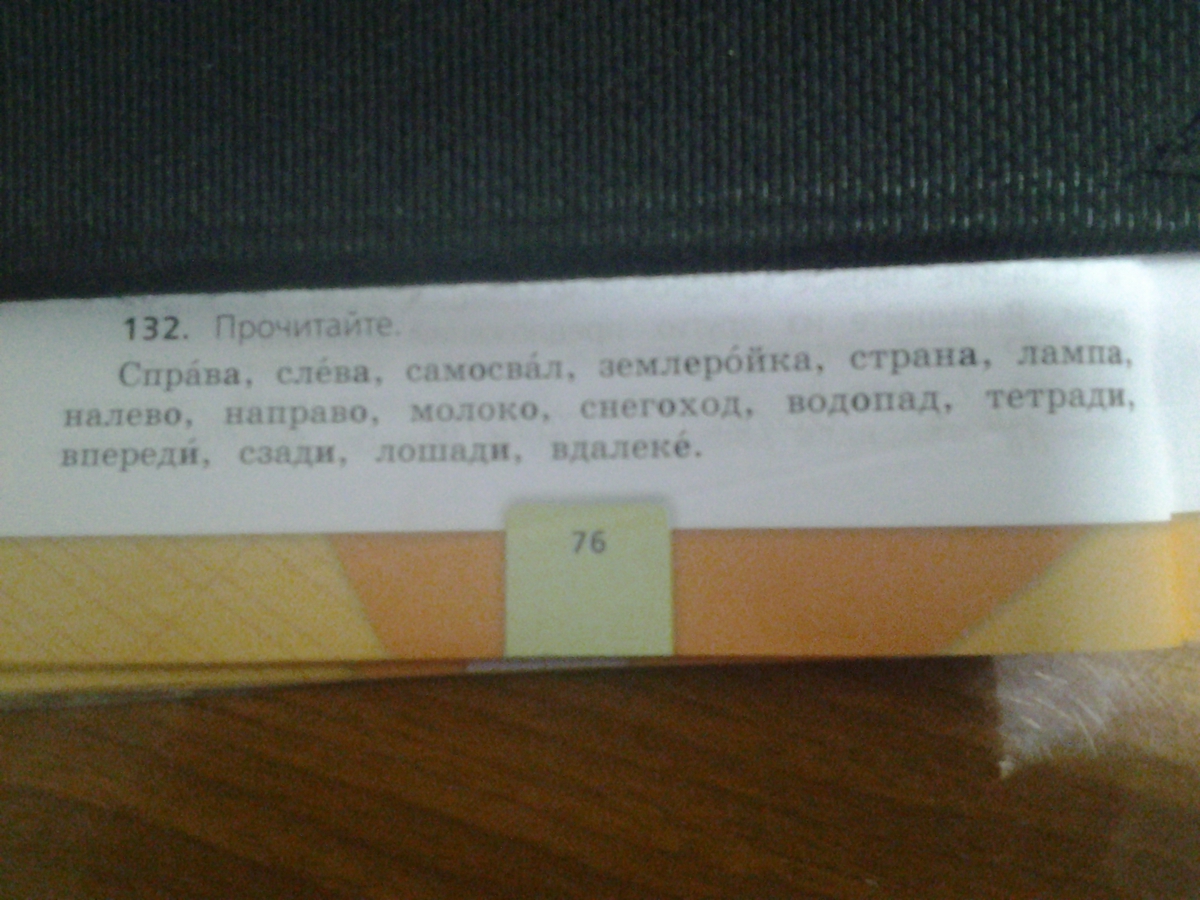 132. Прочитайте.
Спра́ва, сле́ва, самосва́л, землеро́йка, страна, лампа,
налево, направо, молоко, снегоход, водопад, тетради,
впереди́, сзади, лошади, вдалеке́.
76